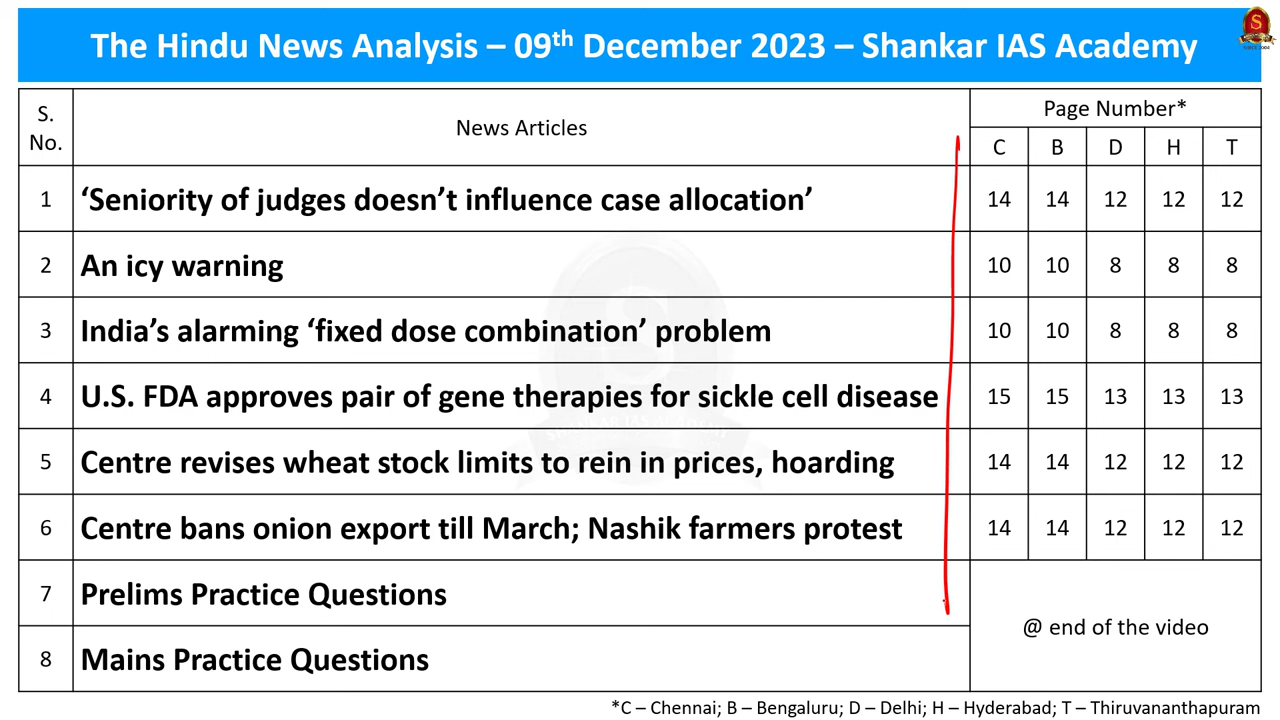 The Hindu News Analysis – 09th December 2023 – Shankar IAS Academy
S. No. News Articles Page Number*
C B D H T
1 ‘Seniority of judges doesn’t influence case allocation’ 14 14 12 12 12
2 An icy warning 10 10 8 8 8
3 India’s alarming ‘fixed dose combination’ problem 10 10 8 8 8
4 U.S. FDA approves pair of gene therapies for sickle cell disease 15 15 13 13 13
5 Centre revises wheat stock limits to rein in prices, hoarding 14 14 12 12 12
6 Centre bans onion export till March; Nashik farmers protest 14 14 12 12 12
7 Prelims Practice Questions
@ end of the video
8 Mains Practice Questions
*C – Chennai; B – Bengaluru; D – Delhi; H – Hyderabad; T – Thiruvananthapuram